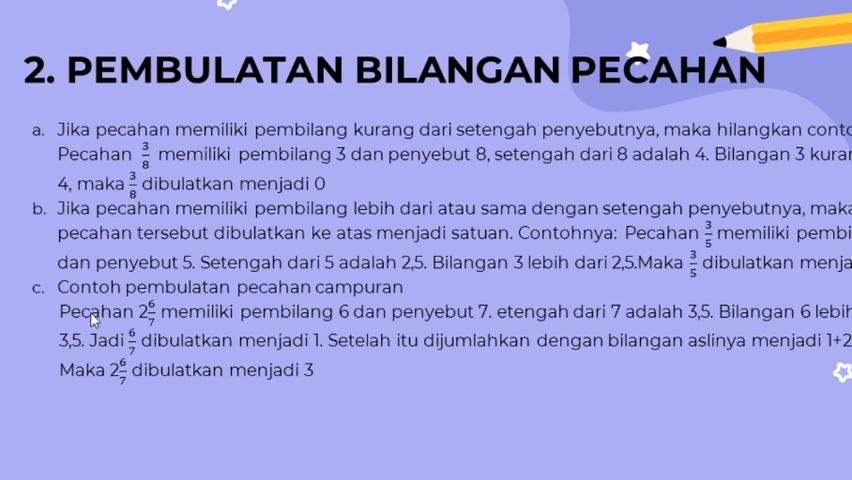 2. PEMBULATAN BILANGAN PECAHAN
a. Jika pecahan memiliki pembilang kurang dari setengah penyebutnya, maka hilangkan
Pecahan 3/8 memiliki pembilang 3 dan penyebut 8, setengah dari 8 adalah 4. Bilangan 3
4, maka 3/8 dibulatkan menjadi 0
b. Jika pecahan memiliki pembilang lebih dari atau sama dengan setengah penyebutnya, maka
pecahan tersebut dibulatkan ke atas menjadi satuan. Contohnya: Pecahan 3/5 memiliki
dan penyebut 5. Setengah dari 5 adalah 2,5. Bilangan 3 lebih dari 2,5.Maka 3/5 dibulatkan
c. Contoh pembulatan pecahan campuran
Pecahan 2 6/7 memiliki pembilang 6 dan penyebut 7. etengah dari 7 adalah 3,5. Bilangan 6 lebih
3,5. Jadi 6/7 dibulatkan menjadi 1. Setelah itu dijumlahkan dengan bilangan aslinya menjadi 1+2
Maka 2 6/7 dibulatkan menjadi 3